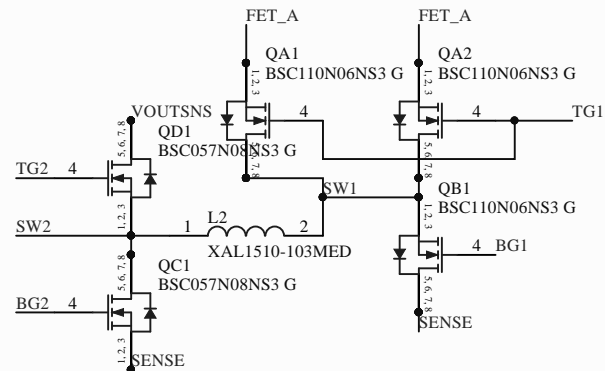 FET_A
FET_A
QA1
BSC110N06NS3 G
QA2
BSC110N06NS3 G
1, 2, 3
1, 2, 3
4
4
TG1
VOUTSNS
QD1
BSC057N08NS3 G
5, 6, 7, 8
5, 6, 7, 8
5, 6, 7, 8
TG2
4
1, 2, 3
SW1
QB1
BSC110N06NS3 G
1, 2, 3
SW2
1
L2
2
XAL1510-103MED
4
BG1
QC1
BSC057N08NS3 G
5, 6, 7, 8
5, 6, 7, 8
BG2
4
1, 2, 3
SENSE
SENSE